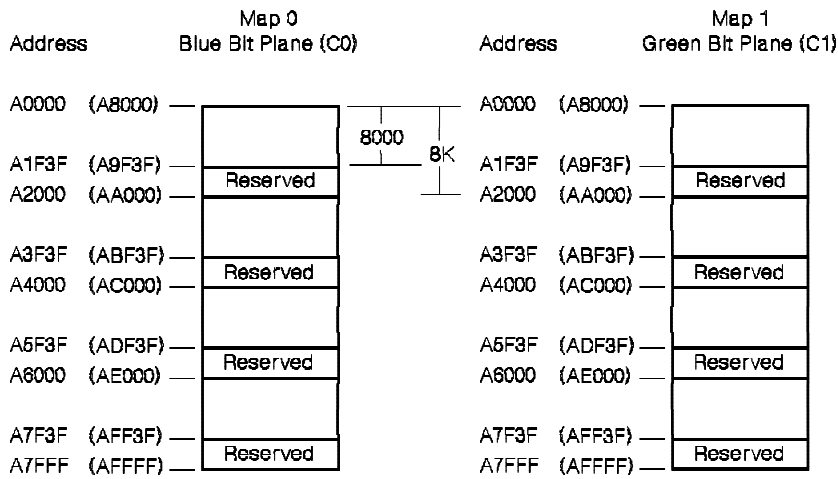 Map 0
Map 1
Address Blue Bit Plane (C0) Address Green Bit Plane (C1)
A0000 (A8000) A0000 (A8000)
8000
8K
A1F3F (A9F3F) A1F3F (A9F3F)
Reserved Reserved
A2000 (AA000) A2000 (AA000)
A3F3F (ABF3F) A3F3F (ABF3F)
Reserved Reserved
A4000 (AC000) A4000 (AC000)
A5F3F (ADF3F) A5F3F (ADF3F)
Reserved Reserved
A6000 (AE000) A6000 (AE000)
A7F3F (AFF3F) A7F3F (AFF3F)
Reserved Reserved
A7FFF (AFFFF) A7FFF (AFFFF)